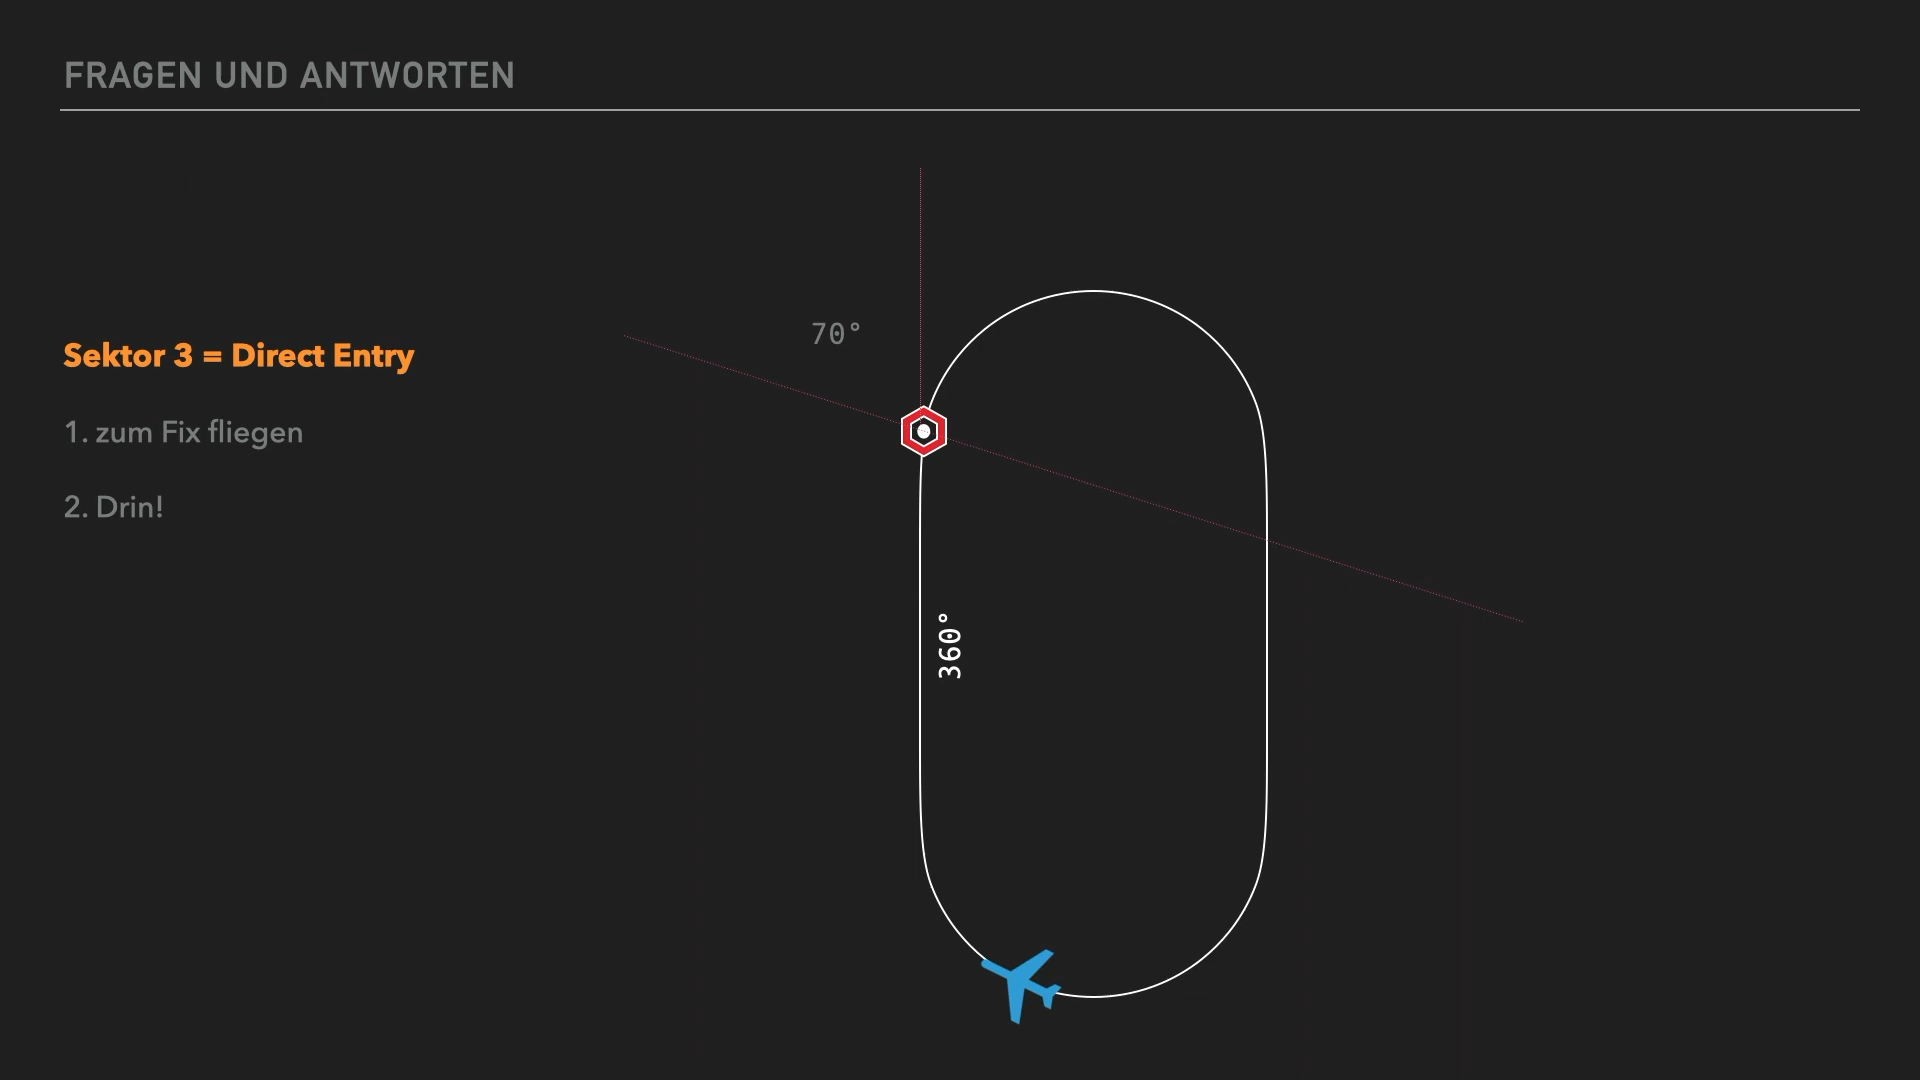 FRAGEN UND ANTWORTEN
70°
Sektor 3 = Direct Entry
1. zum Fix fliegen
2. Drin!
360°